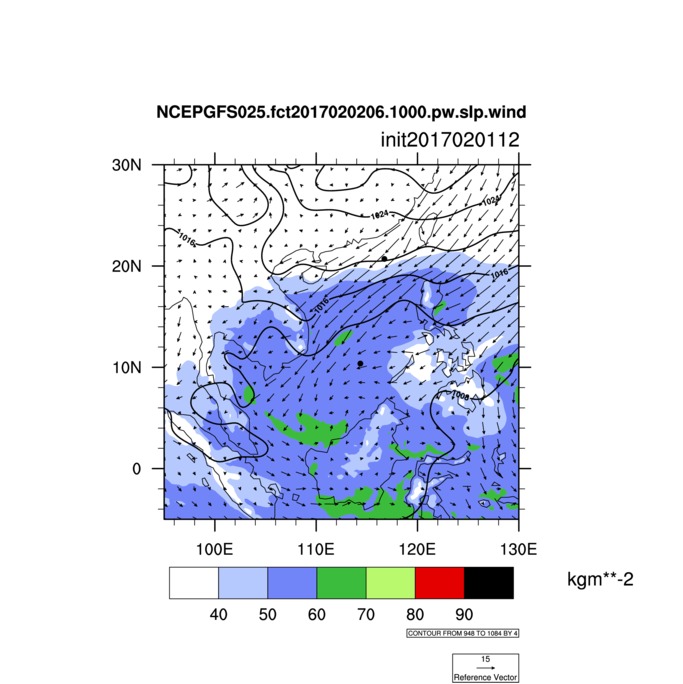 NCEPGFS025.fct2017020206.1000.pw.slp.wind
init2017020112
30N
20N
10N
0
1024
1024
1016
1016
1016
1008
100E 110E 120E 130E
kgm**-2
40 50 60 70 80 90
CONTOUR FROM 948 TO 1084 BY 4
15
Reference Vector